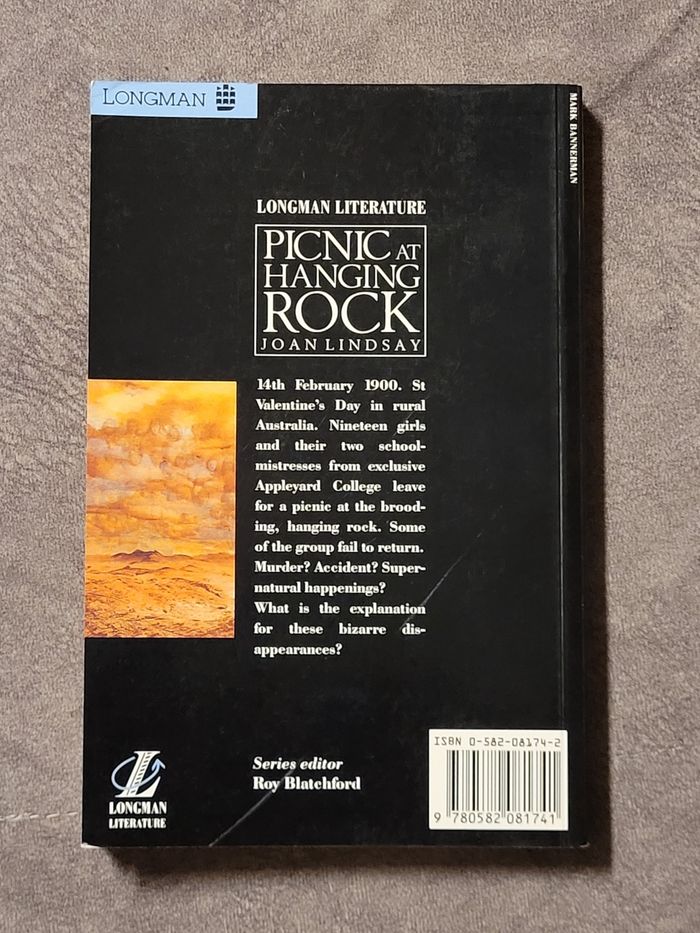 LONGMAN
MARK BANNERMAN
LONGMAN LITERATURE
PICNIC AT
HANGING
ROCK
JOAN LINDSAY
14th February 1900. St
Valentine's Day in rural
Australia. Nineteen girls
and their two school-
mistresses from exclusive
Appleyard College leave
for a picnic at the brood-
ing, hanging rock. Some
of the group fail to return.
Murder? Accident? Super-
natural happenings?
What is the explanation
for these bizarre dis-
appearances?
Series editor
Roy Blatchford
L
LONGMAN
LITERATURE
ISBN 0-582-08174-2
9 780582 081741